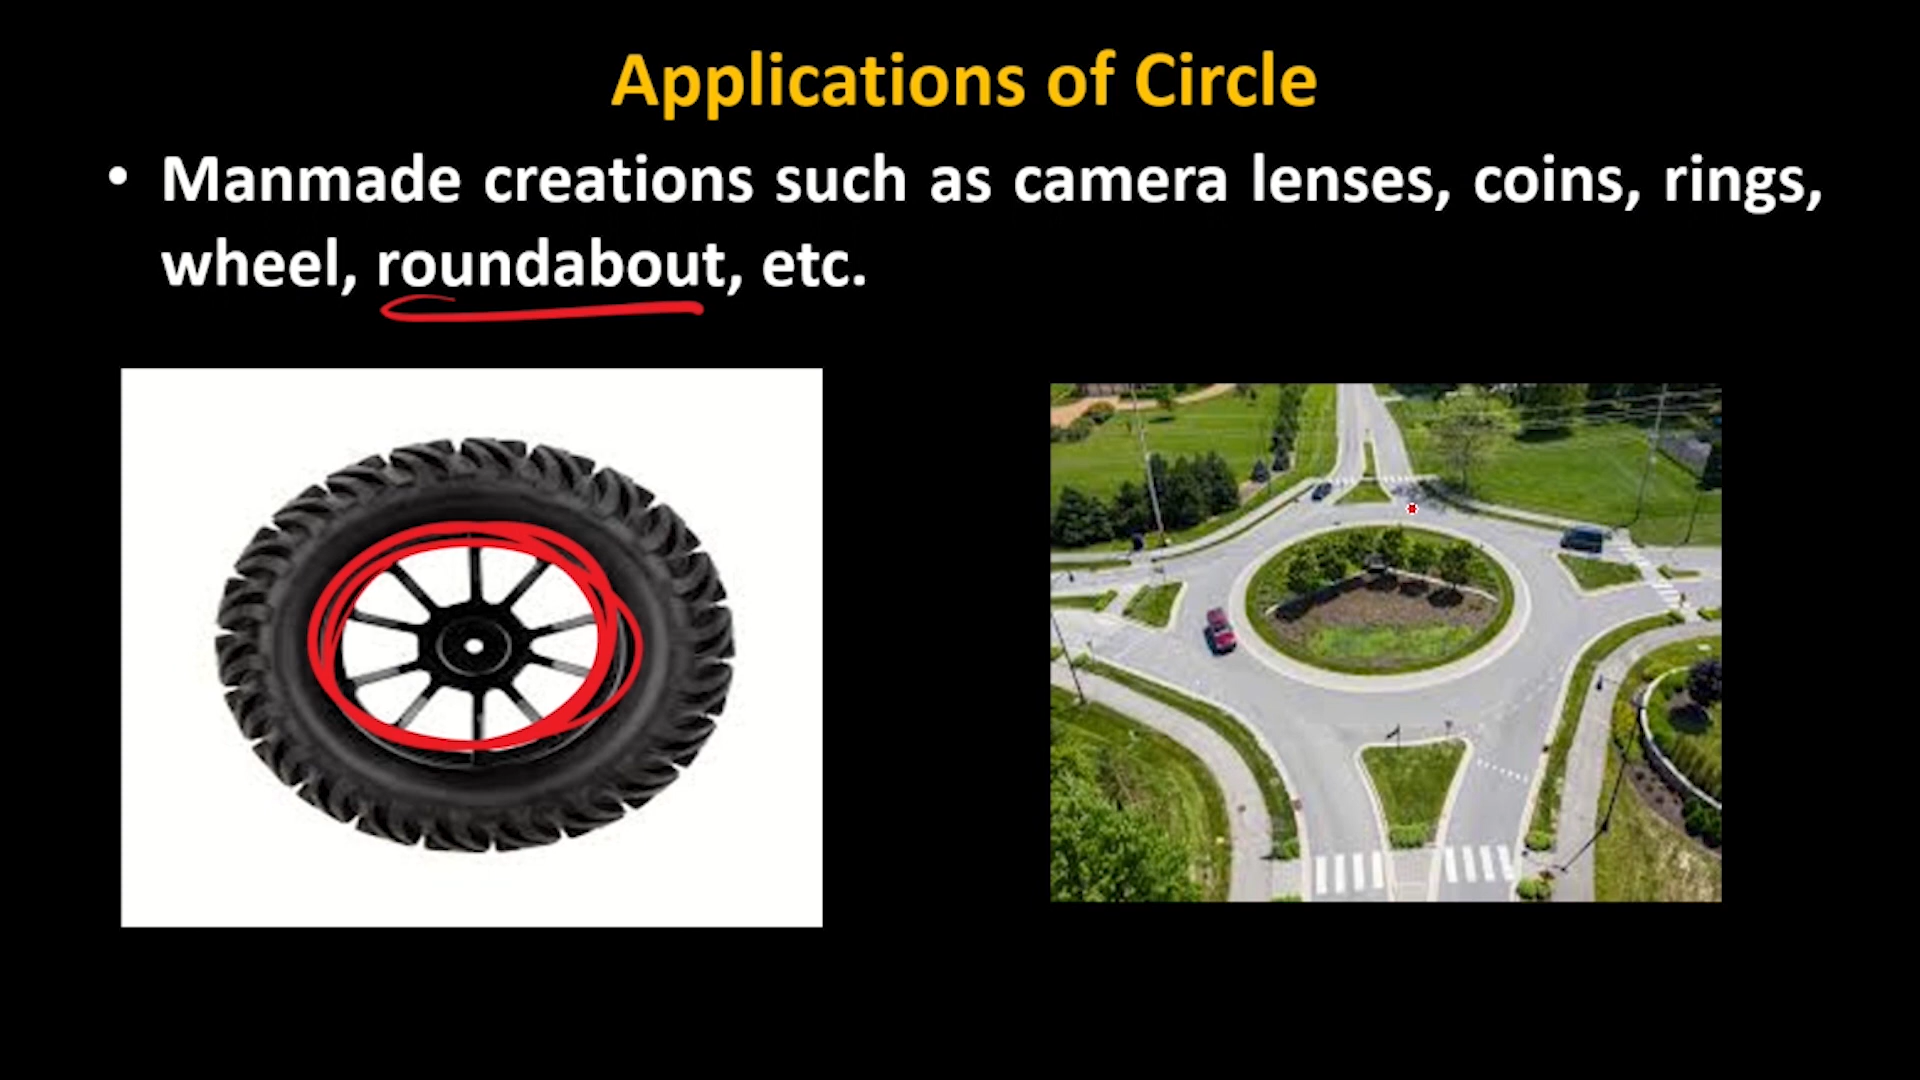 Applications of Circle
• Manmade creations such as camera lenses, coins, rings,
wheel, roundabout, etc.